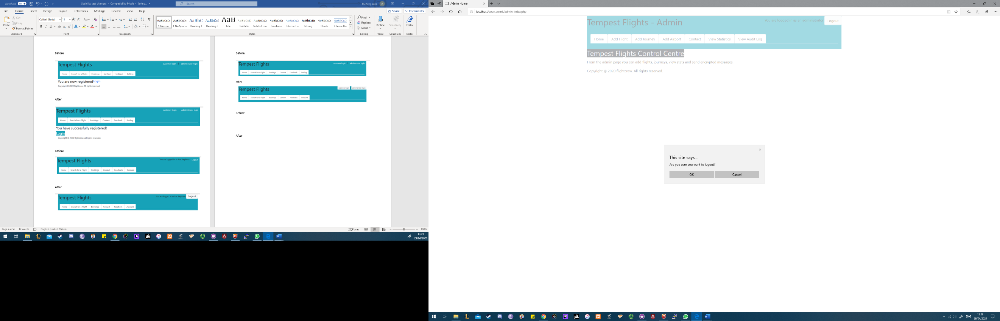 AutoSave On Usability test changes - Compatibility Mode - Saving... Search Joe Stephens JS
File Home Insert Design Layout References Mailings Review View Help Share Comments
Paste Cut Copy Format Painter
Calibri (Body) 11
AaBbCcDc AaBbCcDc AaBbC AaBbCc AaB AaBbCcC AaBbCcDc AaBbCcDc AaBbCcDc AaBbCcDc AaBbCcDc AaBbCcDc
¶ Normal ¶ No Spac... Heading 1 Heading 2 Title Subtitle Subtle Em... Emphasis Intense E... Strong Quote Intense Q...
Find Replace Select Dictate Sensitivity Editor
Clipboard Font Paragraph Styles Editing Voice Sensitivity Editor
Before
Tempest Flights customer login | administrator login
Home Search for a Flight Bookings Contact Feedback Setting
You are now registeredLogin
Copyright © 2020 flightcrew. All rights reserved.
After
Tempest Flights customer login | administrator login
Home Search for a Flight Bookings Contact Feedback Setting
You have successfully registered!
Login
Copyright © 2020 flightcrew. All rights reserved.
Before
Tempest Flights You are logged in as Joe Stephens Logout
Home Search for a Flight Bookings Contact Feedback Account
After
Tempest Flights You are logged in as Joe Stephens Logout
Home Search for a Flight Bookings Contact Feedback Account
Before
Tempest Flights customer login | administrator login
Home Search for a Flight Bookings Contact Feedback Setting
after
Tempest Flights customer login administrator login
Home Search for a Flight Bookings Contact Feedback Account
Before
After
Page 4 of 4 12 words English (United States) Focus 100%
13:23
29/04/2020
Admin Home
localhost/coursework/admin_index.php
Tempest Flights - Admin You are logged in as an administrator Logout
Home Add Flight Add Journey Add Airport Contact View Statistics View Audit Log
Tempest Flights Control Centre
From the admin page you can add flights, journeys, view stats and send encrypted messages.
Copyright © 2020 flightcrew. All rights reserved.
This site says...
Are you sure you want to logout?
OK Cancel
ENG 13:23
29/04/2020